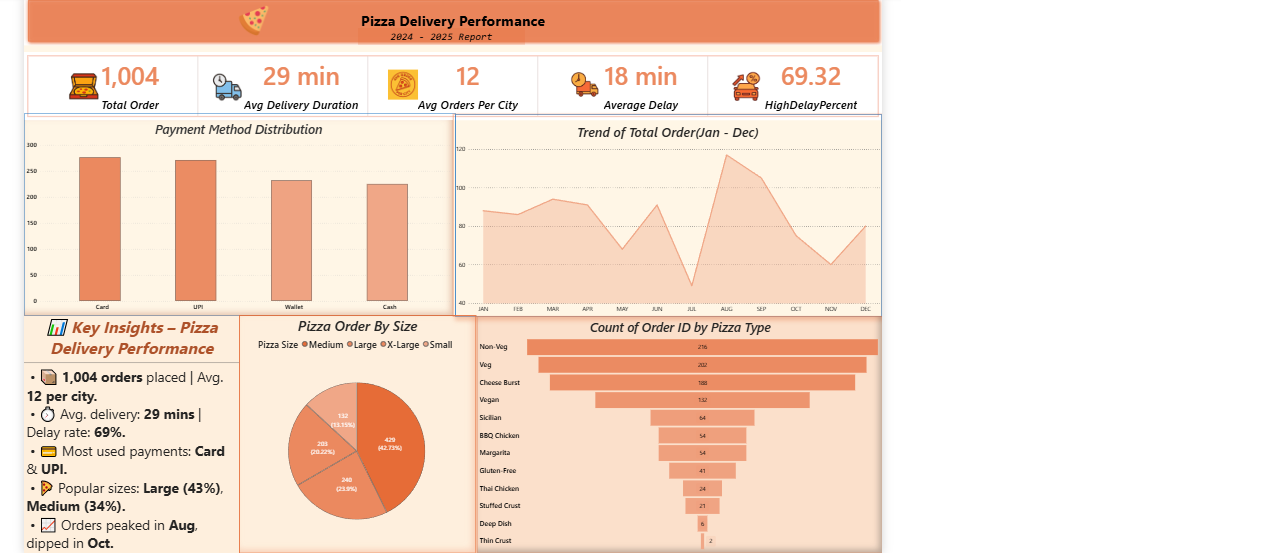 Pizza Delivery Performance
2024 - 2025 Report
1,004
Total Order
29 min
Avg Delivery Duration
12
Avg Orders Per City
18 min
Average Delay
69.32
HighDelayPercent
Payment Method Distribution
300
250
200
150
100
50
0
Card UPI Wallet Cash
Trend of Total Order(Jan - Dec)
120
100
80
60
40
JAN FEB MAR APR MAY JUN JUL AUG SEP OCT NOV DEC
Key Insights – Pizza
Delivery Performance
• 1,004 orders placed | Avg.
12 per city.
• Avg. delivery: 29 mins |
Delay rate: 69%.
• Most used payments: Card
& UPI.
• Popular sizes: Large (43%),
Medium (34%).
• Orders peaked in Aug,
dipped in Oct.
Pizza Order By Size
Pizza Size Medium Large X-Large Small
132
(13.15%)
429
(42.73%)
203
(20.22%)
240
(23.9%)
Count of Order ID by Pizza Type
Non-Veg 216
Veg 202
Cheese Burst 188
Vegan 132
Sicilian 64
BBQ Chicken 54
Margarita 54
Gluten-Free 41
Thai Chicken 24
Stuffed Crust 21
Deep Dish 6
Thin Crust 2